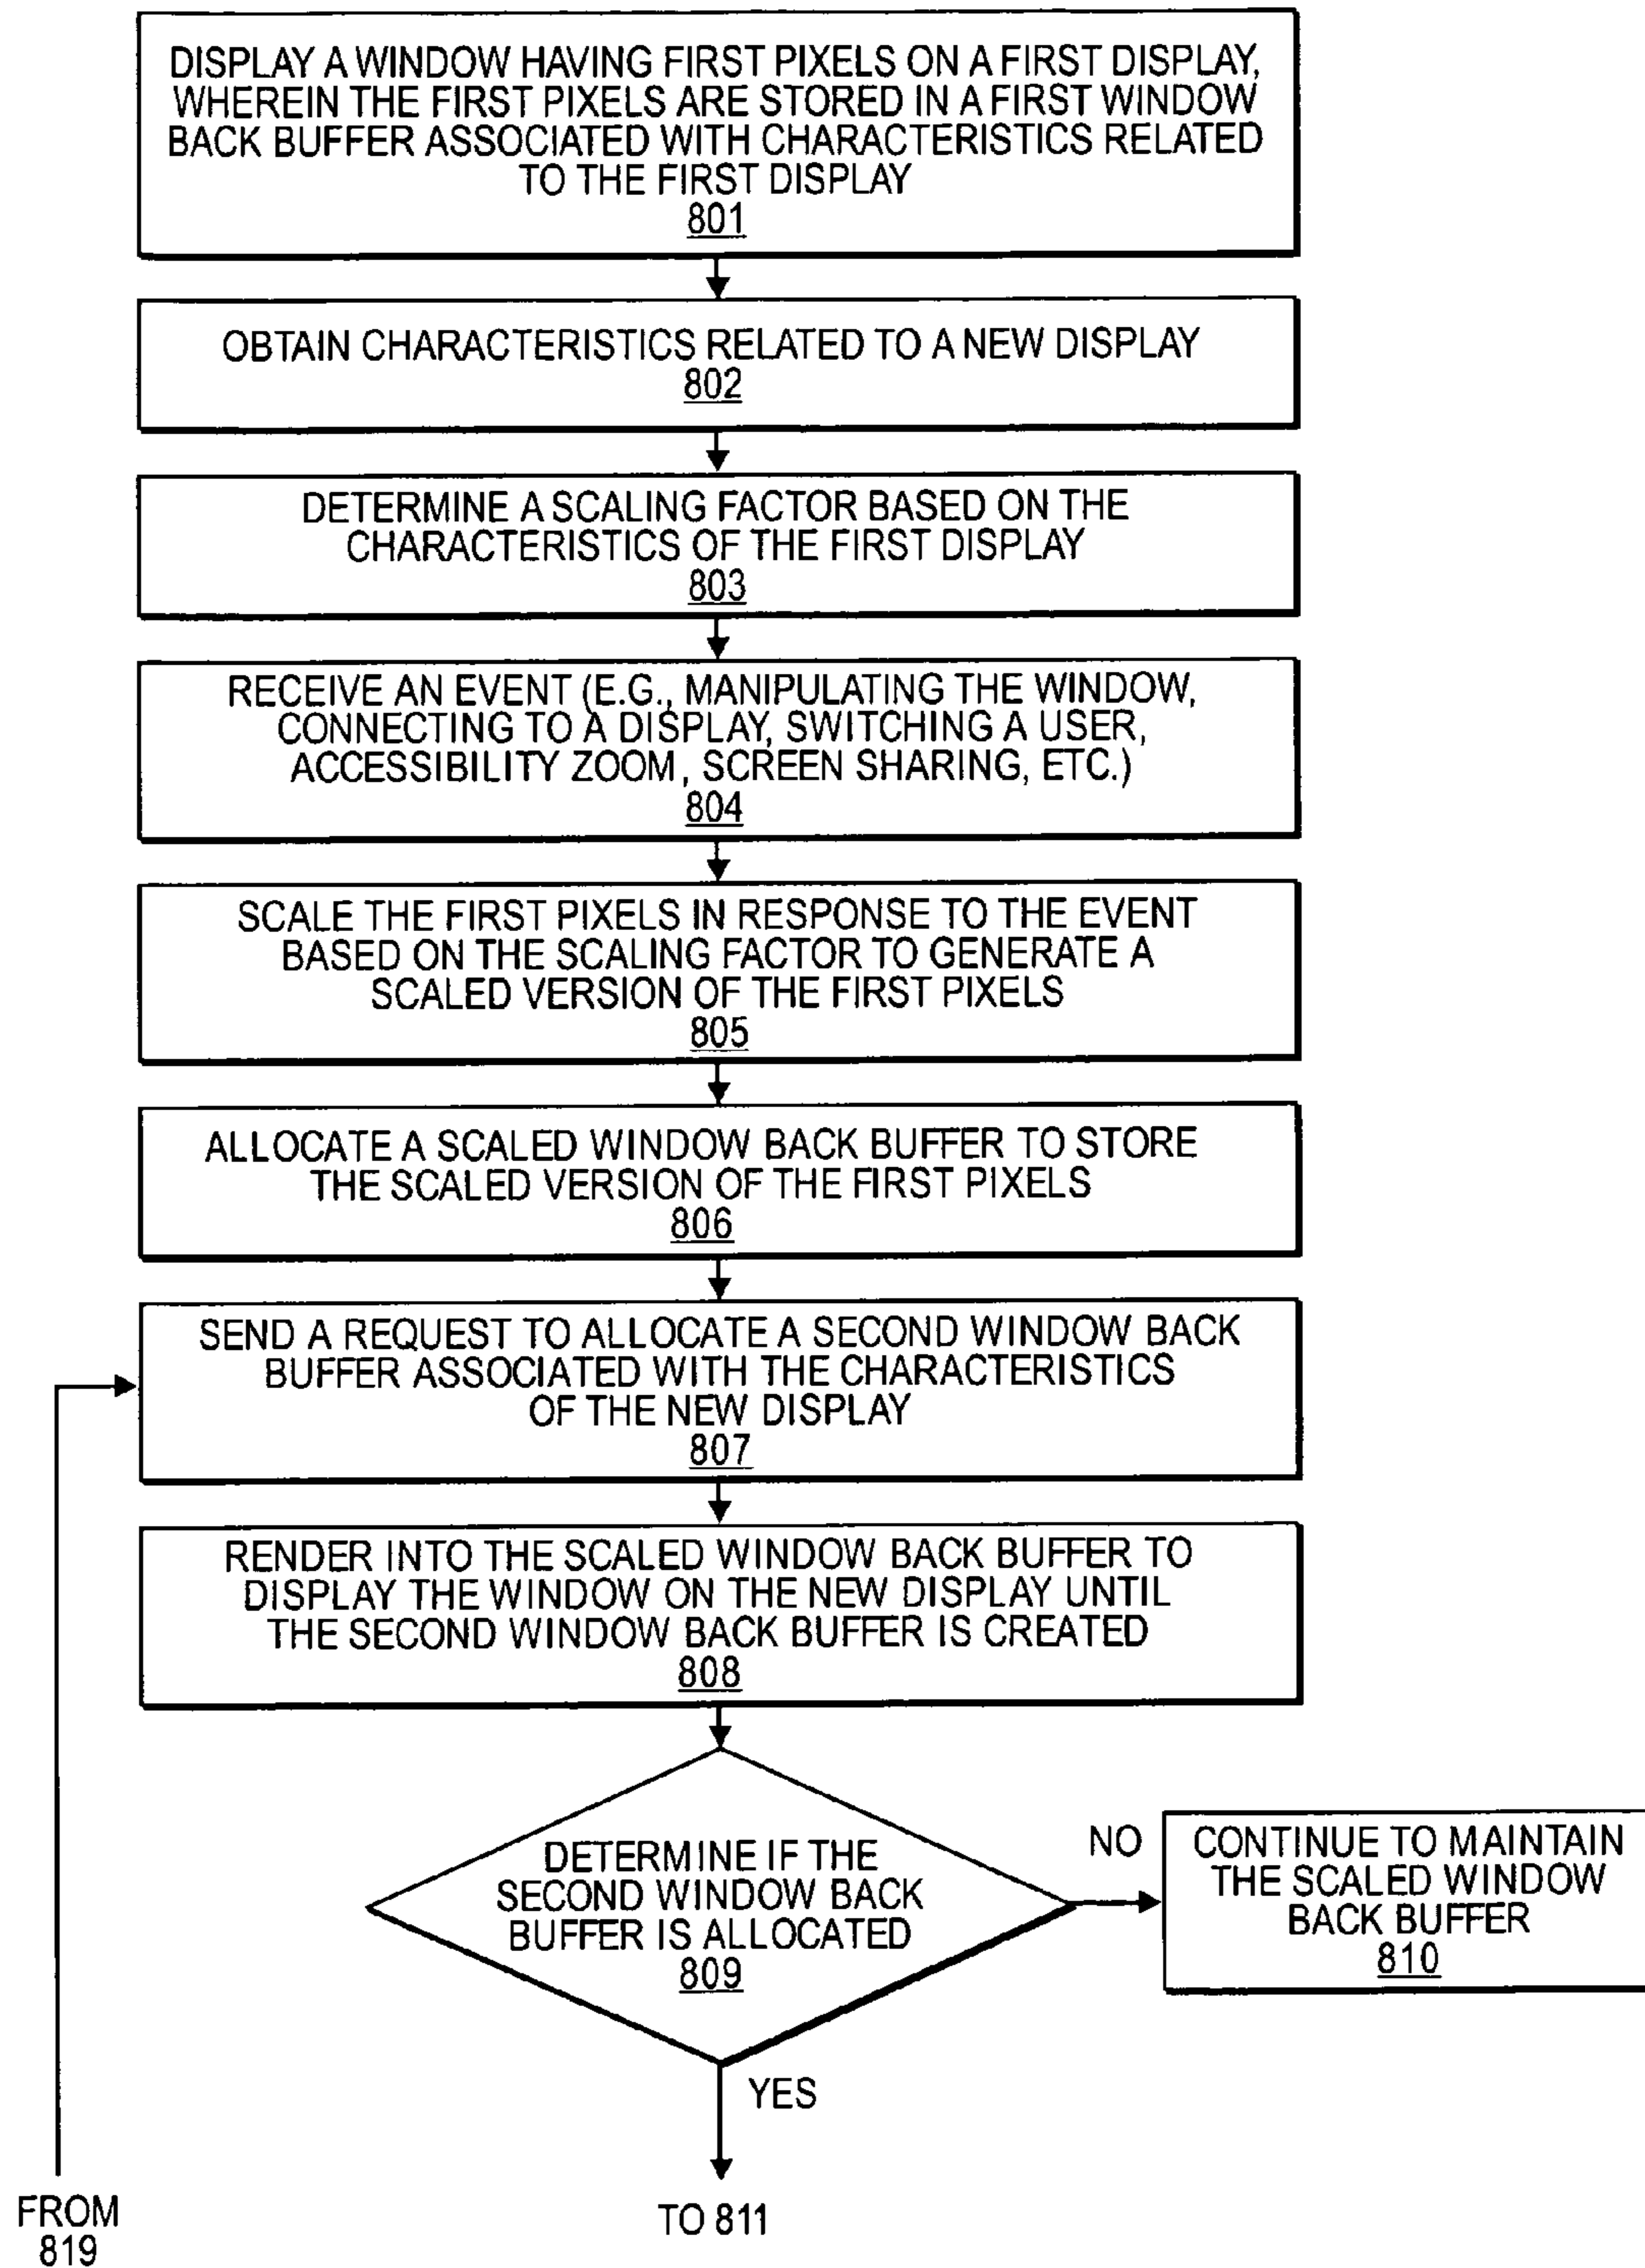 DISPLAY A WINDOW HAVING FIRST PIXELS ON A FIRST DISPLAY,
WHEREIN THE FIRST PIXELS ARE STORED IN A FIRST WINDOW
BACK BUFFER ASSOCIATED WITH CHARACTERISTICS RELATED
TO THE FIRST DISPLAY
801
OBTAIN CHARACTERISTICS RELATED TO A NEW DISPLAY
802
DETERMINE A SCALING FACTOR BASED ON THE
CHARACTERISTICS OF THE FIRST DISPLAY
803
RECEIVE AN EVENT (E.G., MANIPULATING THE WINDOW,
CONNECTING TO A DISPLAY, SWITCHING A USER,
ACCESSIBILITY ZOOM, SCREEN SHARING, ETC.)
804
SCALE THE FIRST PIXELS IN RESPONSE TO THE EVENT
BASED ON THE SCALING FACTOR TO GENERATE A
SCALED VERSION OF THE FIRST PIXELS
805
ALLOCATE A SCALED WINDOW BACK BUFFER TO STORE
THE SCALED VERSION OF THE FIRST PIXELS
806
SEND A REQUEST TO ALLOCATE A SECOND WINDOW BACK
BUFFER ASSOCIATED WITH THE CHARACTERISTICS
OF THE NEW DISPLAY
807
RENDER INTO THE SCALED WINDOW BACK BUFFER TO
DISPLAY THE WINDOW ON THE NEW DISPLAY UNTIL
THE SECOND WINDOW BACK BUFFER IS CREATED
808
DETERMINE IF THE
SECOND WINDOW BACK
BUFFER IS ALLOCATED
809
NO
CONTINUE TO MAINTAIN
THE SCALED WINDOW
BACK BUFFER
810
YES
TO 811
FROM
819